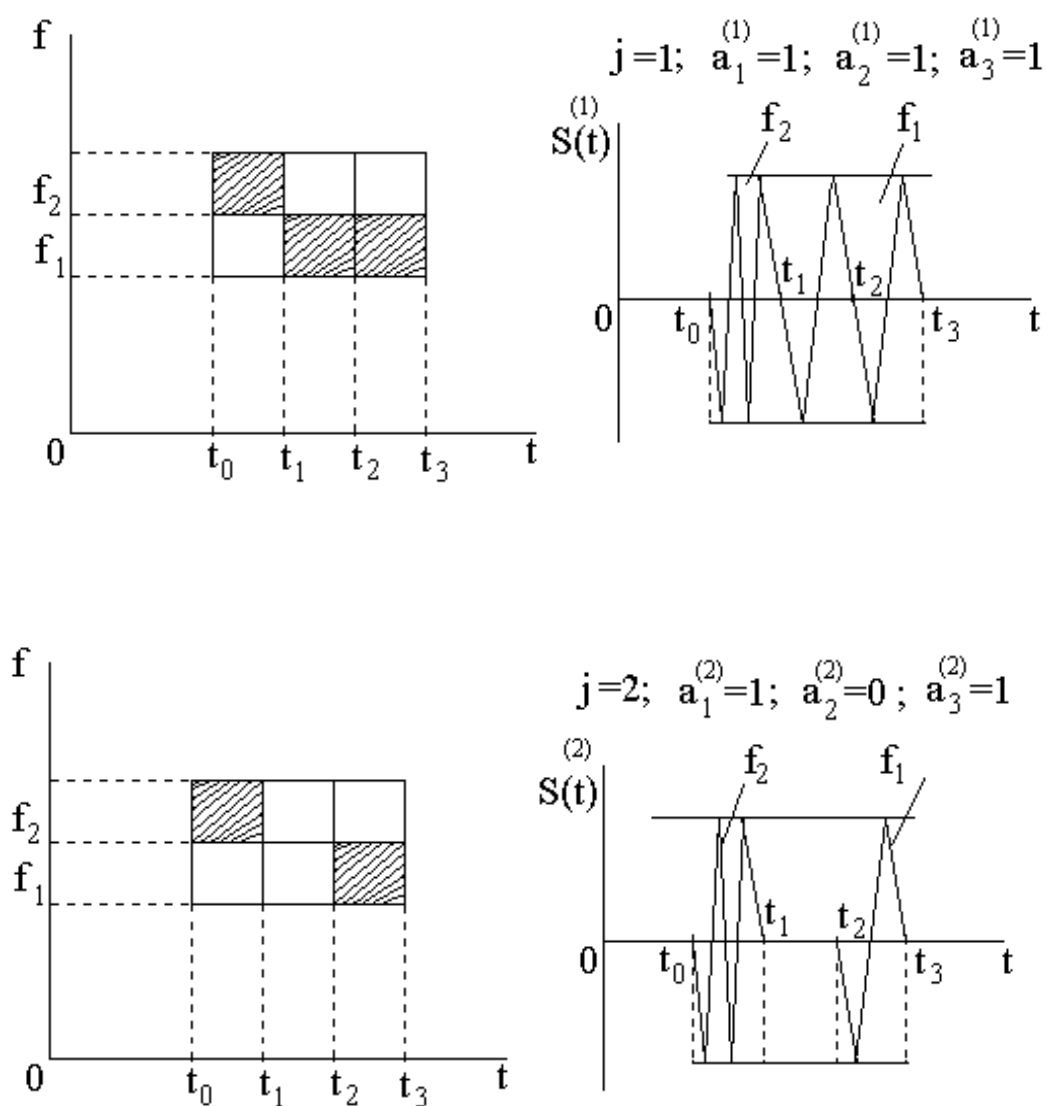 f
j=1; a₁⁽¹⁾=1; a₂⁽¹⁾=1; a₃⁽¹⁾=1
S(t)⁽¹⁾
f₂
f₁
f₂
f₁
t₁
t₂
0
t₀
t₃
t
0
t₀
t₁
t₂
t₃
t
f
j=2; a₁⁽²⁾=1; a₂⁽²⁾=0 ; a₃⁽²⁾=1
S(t)⁽²⁾
f₂
f₁
f₂
f₁
t₁
t₂
0
t₀
t₃
t
0
t₀
t₁
t₂
t₃
t